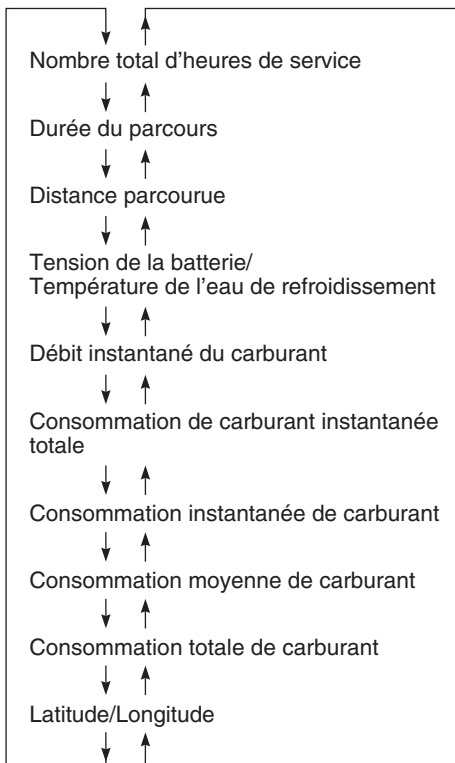 Nombre total d'heures de service
Durée du parcours
Distance parcourue
Tension de la batterie/
Température de l'eau de refroidissement
Débit instantané du carburant
Consommation de carburant instantanée
totale
Consommation instantanée de carburant
Consommation moyenne de carburant
Consommation totale de carburant
Latitude/Longitude